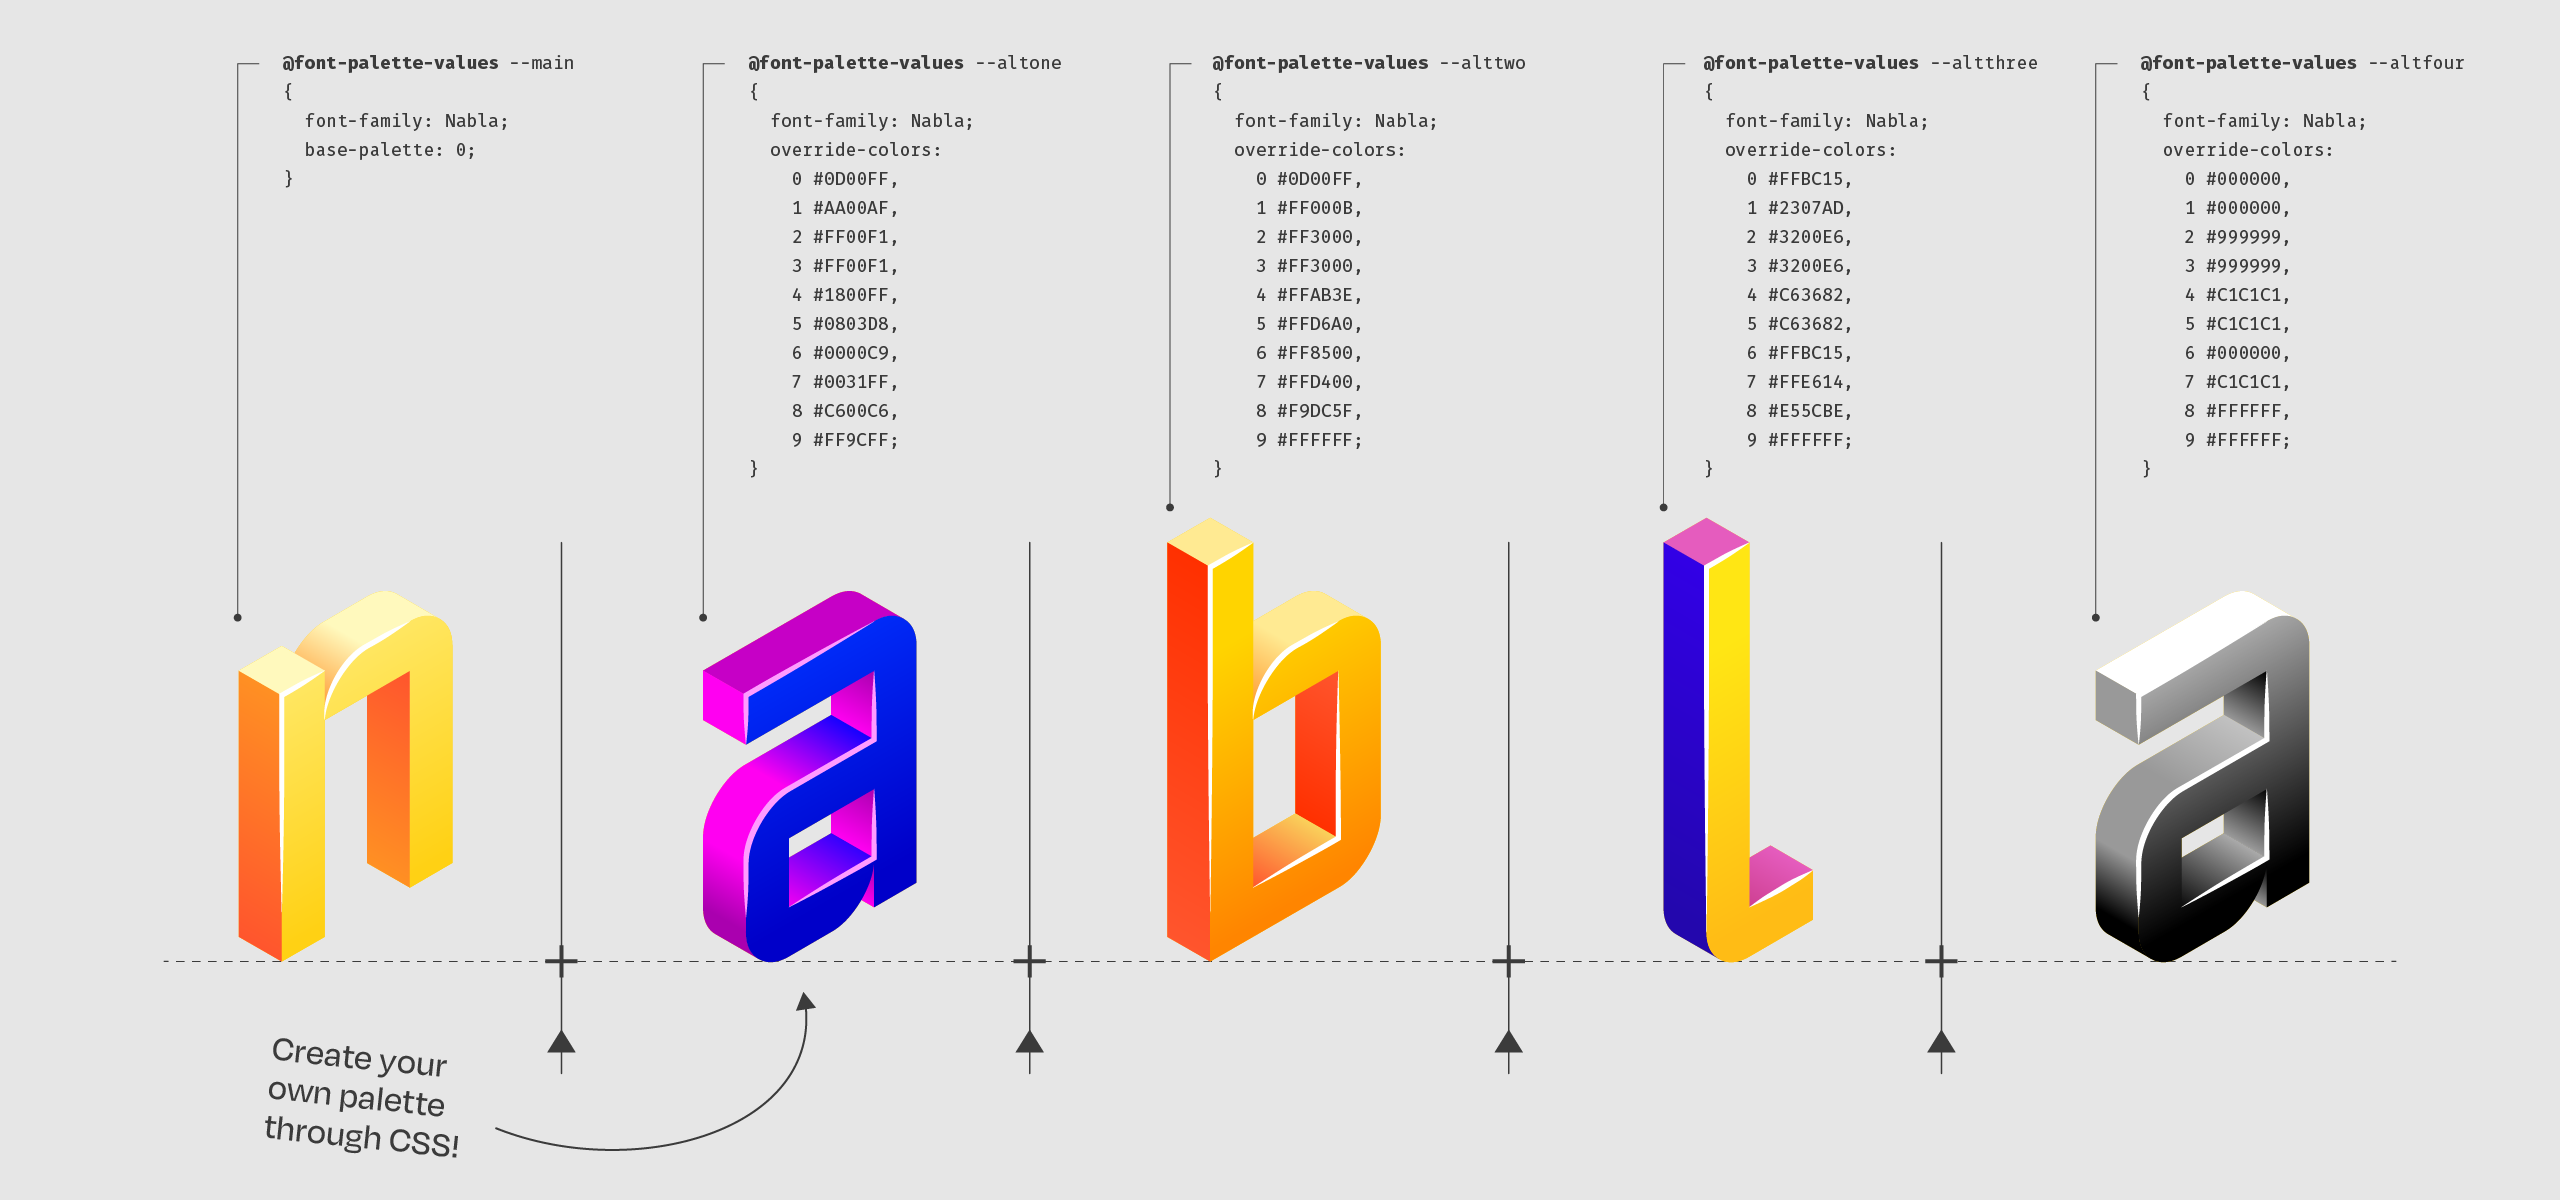 @font-palette-values --main
{
font-family: Nabla;
base-palette: 0;
}
@font-palette-values --altone
{
font-family: Nabla;
override-colors:
0 #0D00FF,
1 #AA00AF,
2 #FF00F1,
3 #FF00F1,
4 #1800FF,
5 #0803D8,
6 #0000C9,
7 #0031FF,
8 #C600C6,
9 #FF9CFF;
}
@font-palette-values --alttwo
{
font-family: Nabla;
override-colors:
0 #0D00FF,
1 #FF000B,
2 #FF3000,
3 #FF3000,
4 #FFAB3E,
5 #FFD6A0,
6 #FF8500,
7 #FFD400,
8 #F9DC5F,
9 #FFFFFF;
}
@font-palette-values --altthree
{
font-family: Nabla;
override-colors:
0 #FFBC15,
1 #2307AD,
2 #3200E6,
3 #3200E6,
4 #C63682,
5 #C63682,
6 #FFBC15,
7 #FFE614,
8 #E55CBE,
9 #FFFFFF;
}
@font-palette-values --altfour
{
font-family: Nabla;
override-colors:
0 #000000,
1 #000000,
2 #999999,
3 #999999,
4 #C1C1C1,
5 #C1C1C1,
6 #000000,
7 #C1C1C1,
8 #FFFFFF,
9 #FFFFFF;
}
nabla
Create your
own palette
through CSS!